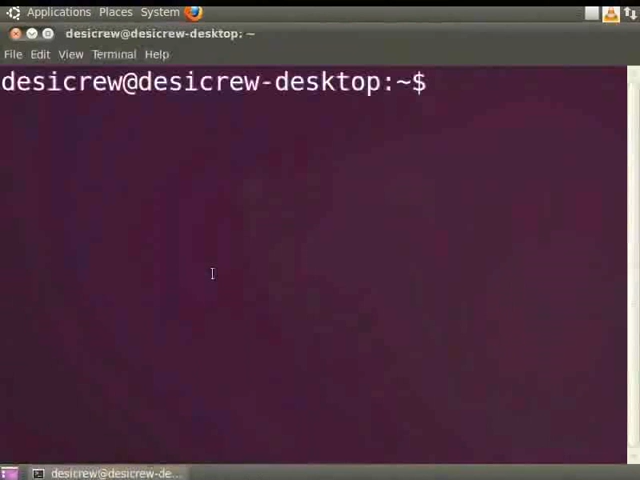 Applications Places System
desicrew@desicrew-desktop: ~
File Edit View Terminal Help
desicrew@desicrew-desktop:~$
desicrew@desicrew-de...